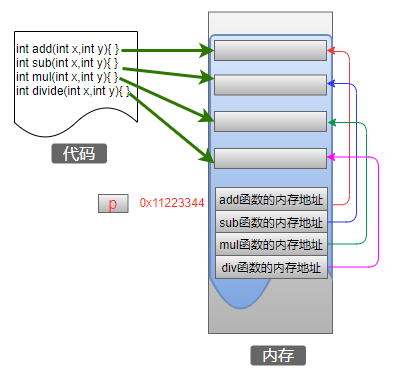 int add(int x,int y){ }
int sub(int x,int y){ }
int mul(int x,int y){ }
int divide(int x,int y){ }
代码
p
0x11223344
add函数的内存地址
sub函数的内存地址
mul函数的内存地址
div函数的内存地址
内存